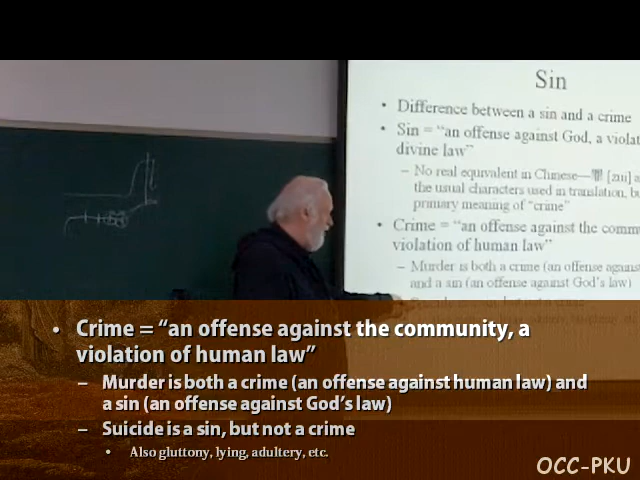 Sin
• Difference between a sin and a crime
• Sin = "an offense against God, a violat
divine law"
– No real equivalent in Chinese—罪 [zui] a
the usual characters used in translation, bu
primary meaning of "crime"
• Crime = "an offense against the comm
violation of human law"
– Murder is both a crime (an offense agains
and a sin (an offense against God's law)
• Crime = "an offense against the community, a
violation of human law"
– Murder is both a crime (an offense against human law) and
a sin (an offense against God's law)
– Suicide is a sin, but not a crime
• Also gluttony, lying, adultery, etc.
OCC-PKU